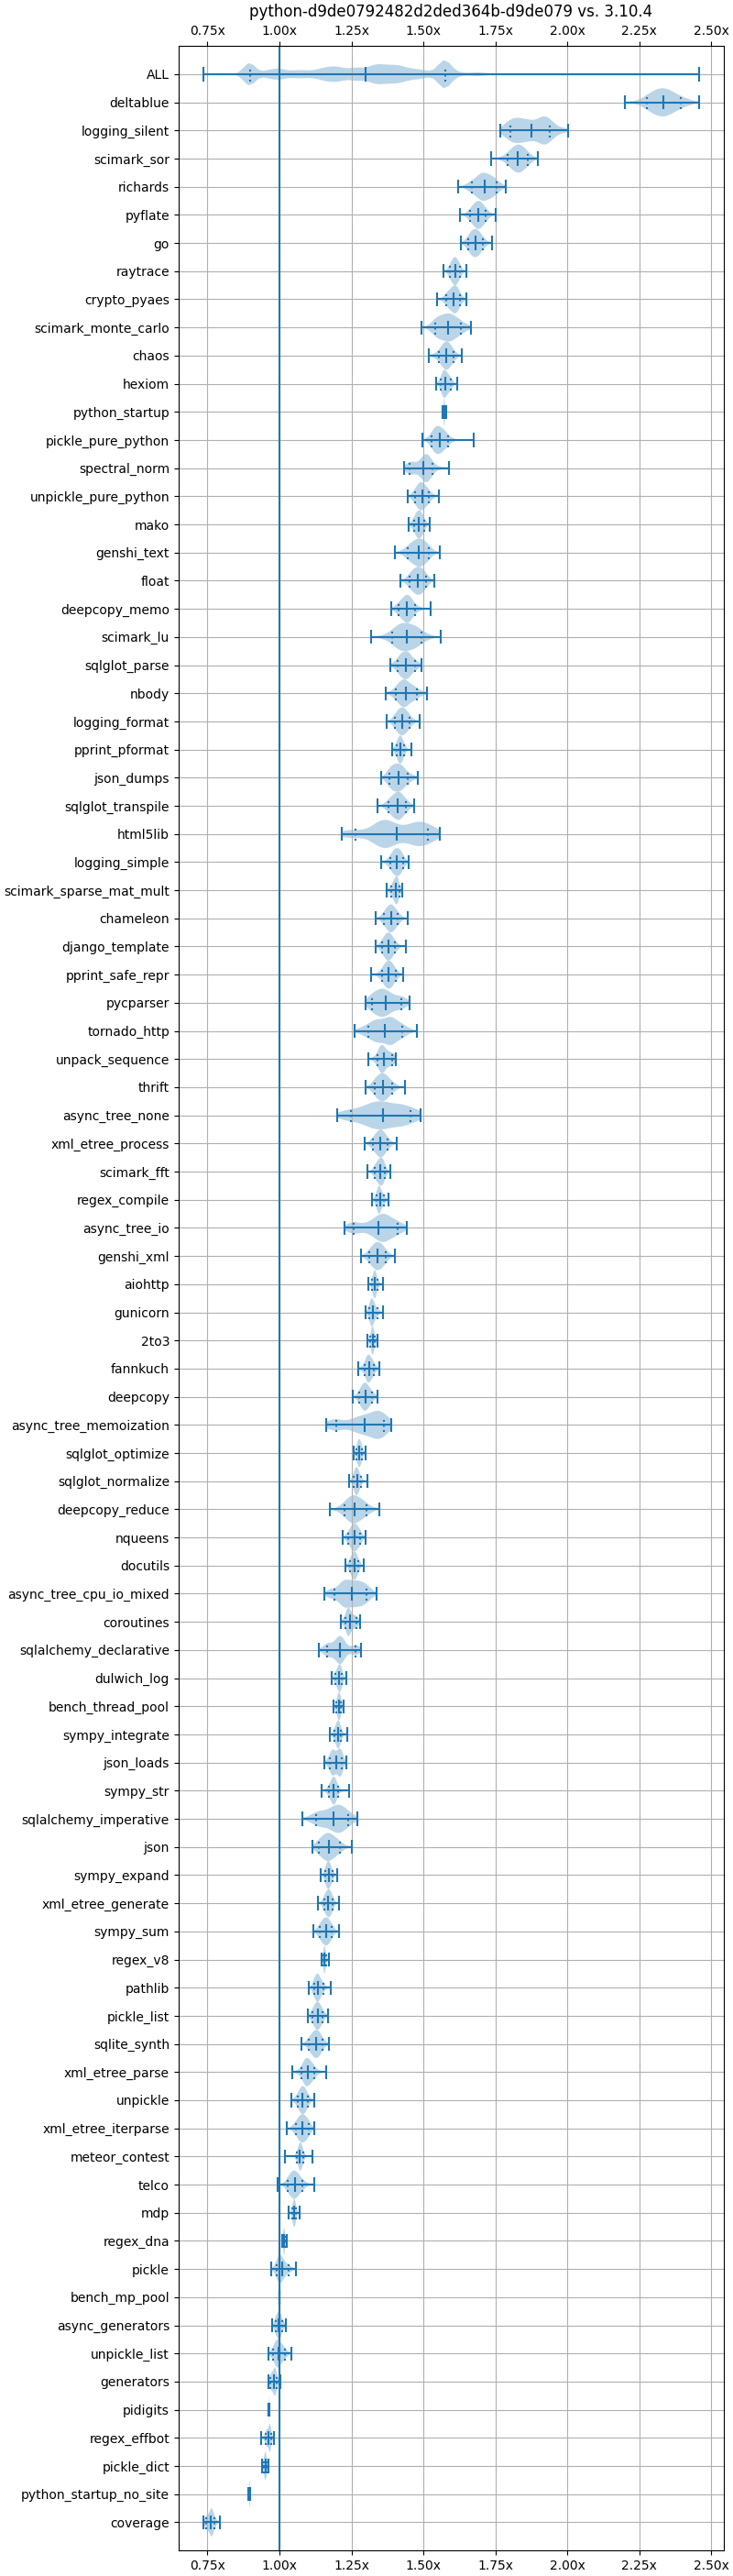 python-d9de0792482d2ded364b-d9de079 vs. 3.10.4
0.75x 1.00x 1.25x 1.50x 1.75x 2.00x 2.25x 2.50x
ALL
deltablue
logging_silent
scimark_sor
richards
pyflate
go
raytrace
crypto_pyaes
scimark_monte_carlo
chaos
hexiom
python_startup
pickle_pure_python
spectral_norm
unpickle_pure_python
mako
genshi_text
float
deepcopy_memo
scimark_lu
sqlglot_parse
nbody
logging_format
pprint_pformat
json_dumps
sqlglot_transpile
html5lib
logging_simple
scimark_sparse_mat_mult
chameleon
django_template
pprint_safe_repr
pycparser
tornado_http
unpack_sequence
thrift
async_tree_none
xml_etree_process
scimark_fft
regex_compile
async_tree_io
genshi_xml
aiohttp
gunicorn
2to3
fannkuch
deepcopy
async_tree_memoization
sqlglot_optimize
sqlglot_normalize
deepcopy_reduce
nqueens
docutils
async_tree_cpu_io_mixed
coroutines
sqlalchemy_declarative
dulwich_log
bench_thread_pool
sympy_integrate
json_loads
sympy_str
sqlalchemy_imperative
json
sympy_expand
xml_etree_generate
sympy_sum
regex_v8
pathlib
pickle_list
sqlite_synth
xml_etree_parse
unpickle
xml_etree_iterparse
meteor_contest
telco
mdp
regex_dna
pickle
bench_mp_pool
async_generators
unpickle_list
generators
pidigits
regex_effbot
pickle_dict
python_startup_no_site
coverage
0.75x 1.00x 1.25x 1.50x 1.75x 2.00x 2.25x 2.50x